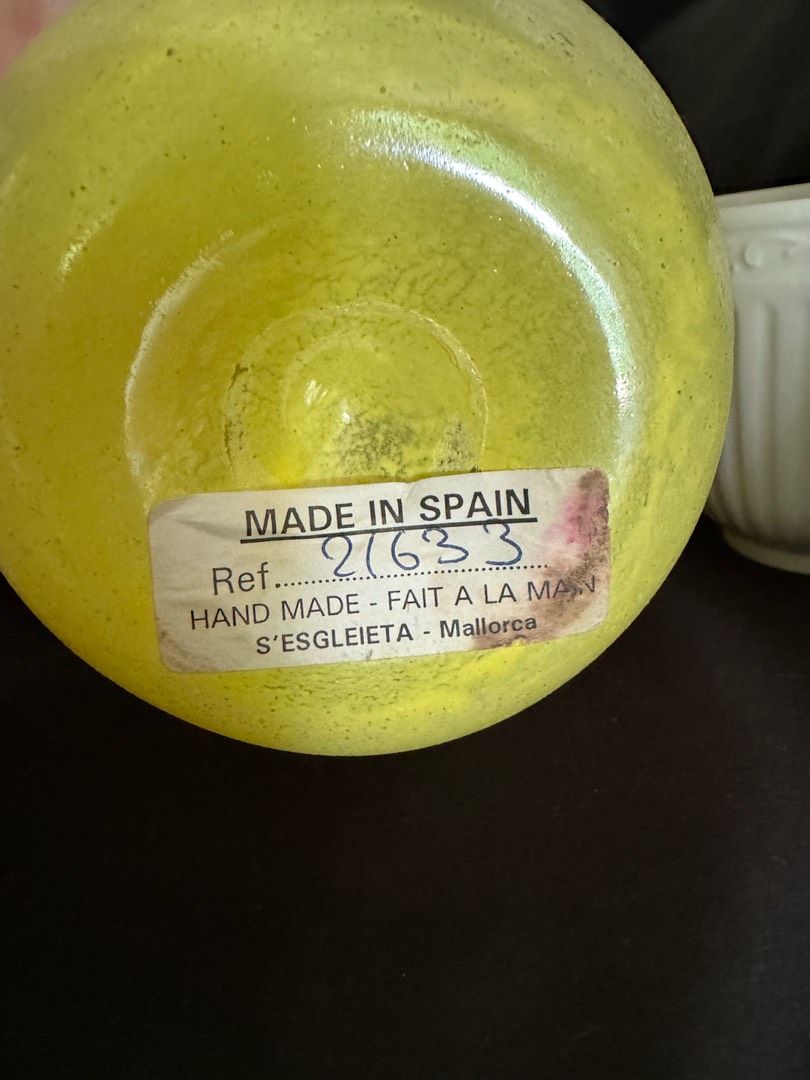 MADE IN SPAIN
Ref.....21633.....
HAND MADE - FAIT A LA MAIN
S'ESGLEIETA - Mallorca